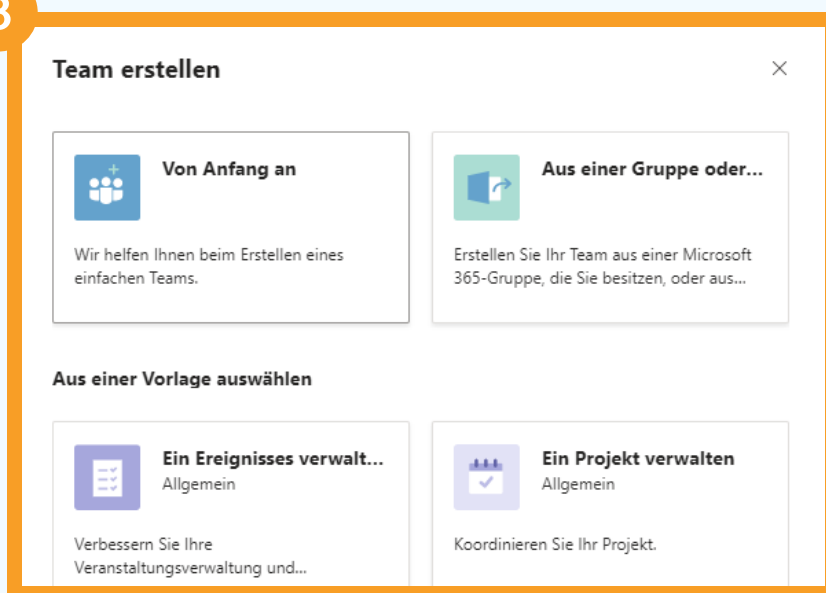 3
Team erstellen
Von Anfang an
Wir helfen Ihnen beim Erstellen eines
einfachen Teams.
Aus einer Gruppe oder...
Erstellen Sie Ihr Team aus einer Microsoft
365-Gruppe, die Sie besitzen, oder aus...
Aus einer Vorlage auswählen
Ein Ereignisses verwalt...
Allgemein
Verbessern Sie Ihre
Veranstaltungsverwaltung und...
Ein Projekt verwalten
Allgemein
Koordinieren Sie Ihr Projekt.